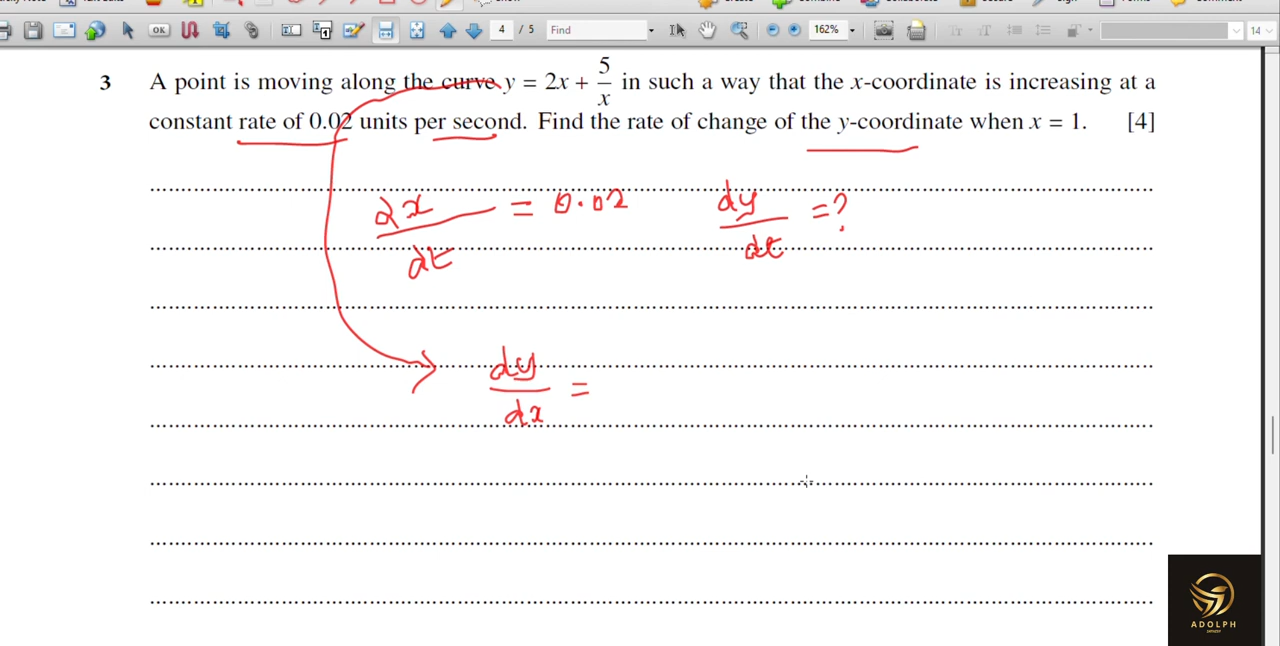 4 / 5 Find 162% 14
3 A point is moving along the curve y = 2x + 5/x in such a way that the x-coordinate is increasing at a
constant rate of 0.02 units per second. Find the rate of change of the y-coordinate when x = 1. [4]
dx/dt = 0.02 dy/dt = ?
dy/dx =
ADOLPH